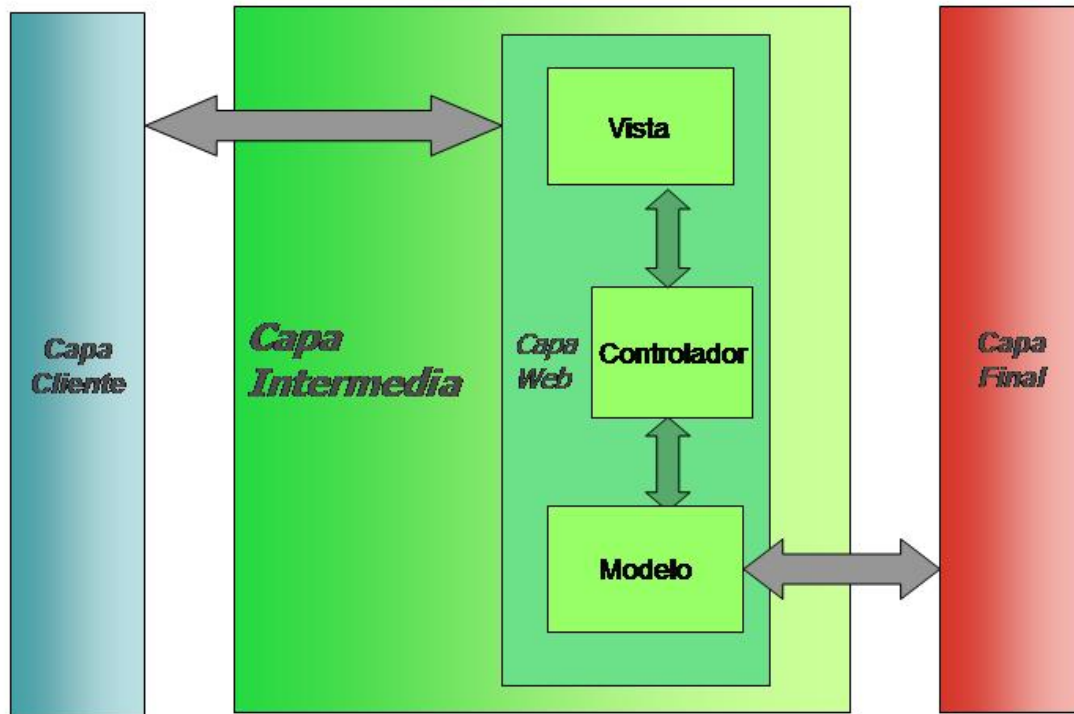 Capa
Cliente
Capa
Intermedia
Capa
Web
Vista
Controlador
Modelo
Capa
Final